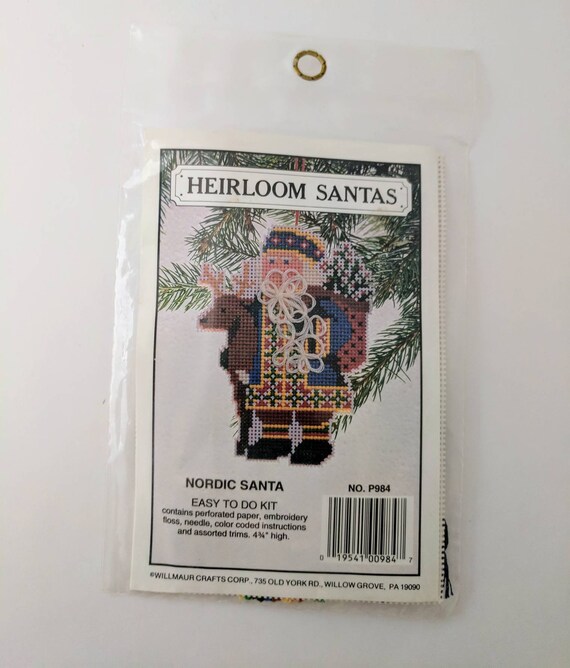 HEIRLOOM SANTAS
NORDIC SANTA
NO. P984
EASY TO DO KIT
contains perforated paper, embroidery
floss, needle, color coded instructions
and assorted trims. 4¾" high.
0 19541 00984 7
©WILLMAUR CRAFTS CORP., 735 OLD YORK RD., WILLOW GROVE, PA 19090